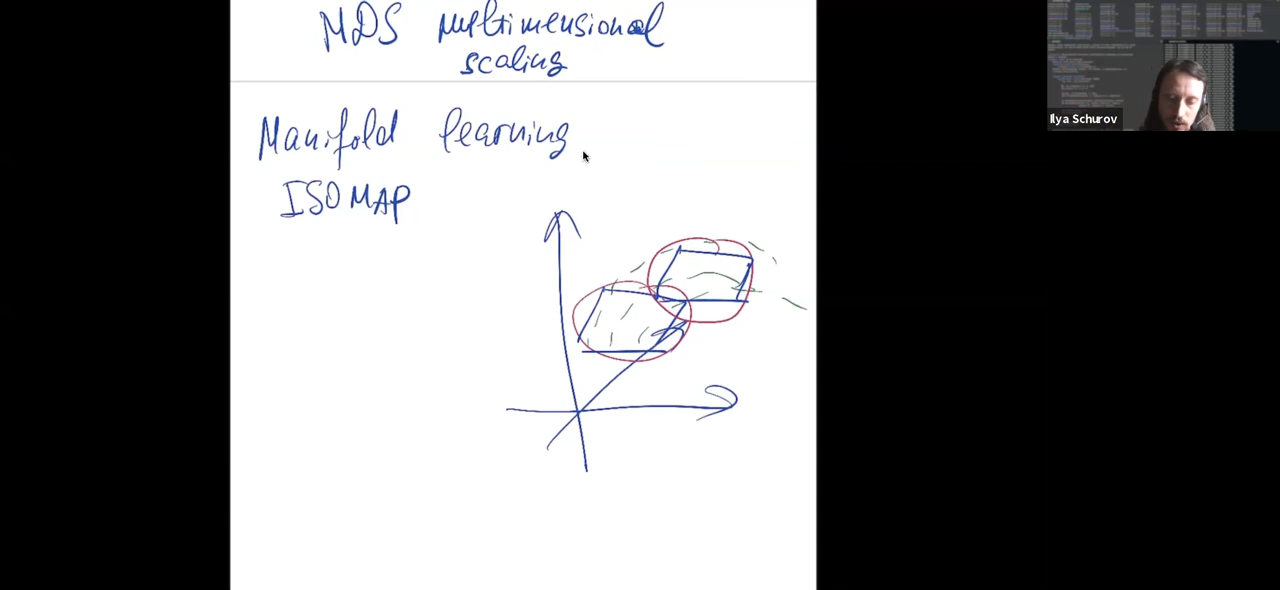 MDS multimensional
scaling
Manifold learning
ISOMAP
Ilya Schurov